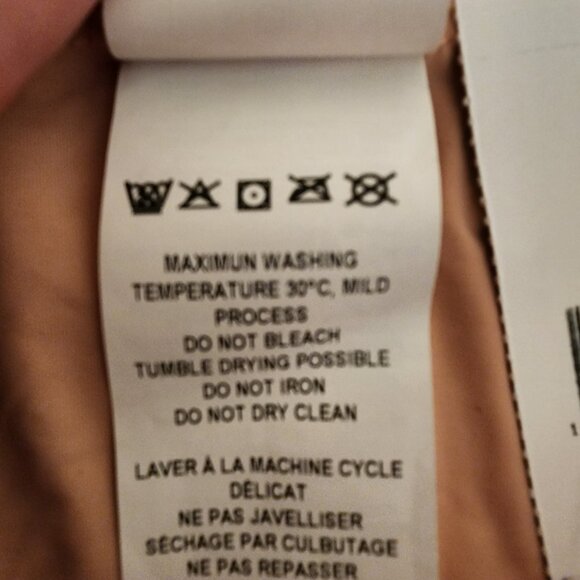 MAXIMUN WASHING
TEMPERATURE 30°C, MILD
PROCESS
DO NOT BLEACH
TUMBLE DRYING POSSIBLE
DO NOT IRON
DO NOT DRY CLEAN
LAVER À LA MACHINE CYCLE
DÉLICAT
NE PAS JAVELLISER
SÉCHAGE PAR CULBUTAGE
NE PAS REPASSER
1